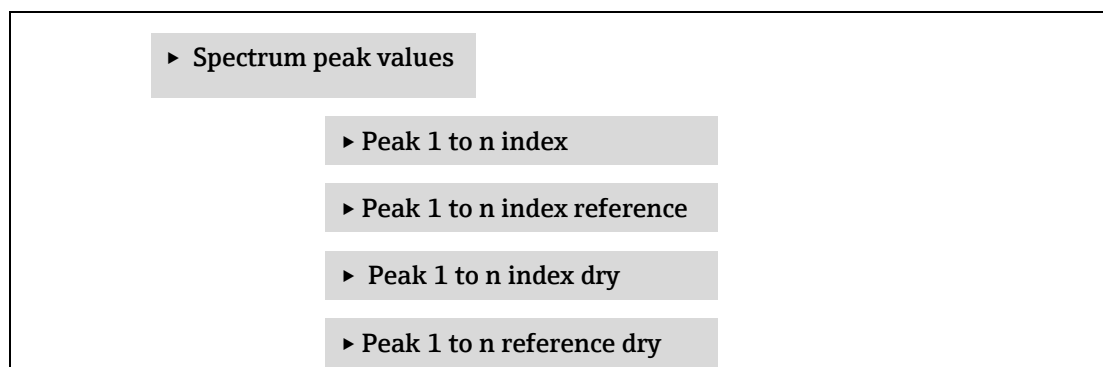 ▸ Spectrum peak values
▸ Peak 1 to n index
▸ Peak 1 to n index reference
▸ Peak 1 to n index dry
▸ Peak 1 to n reference dry